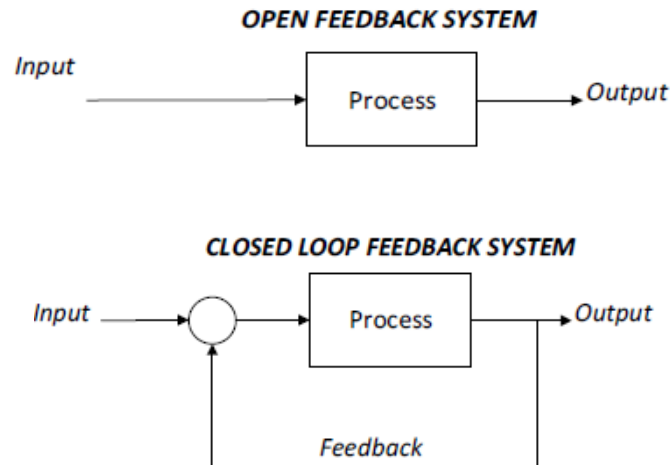 OPEN FEEDBACK SYSTEM
Input
Process
Output
CLOSED LOOP FEEDBACK SYSTEM
Input
Process
Output
Feedback